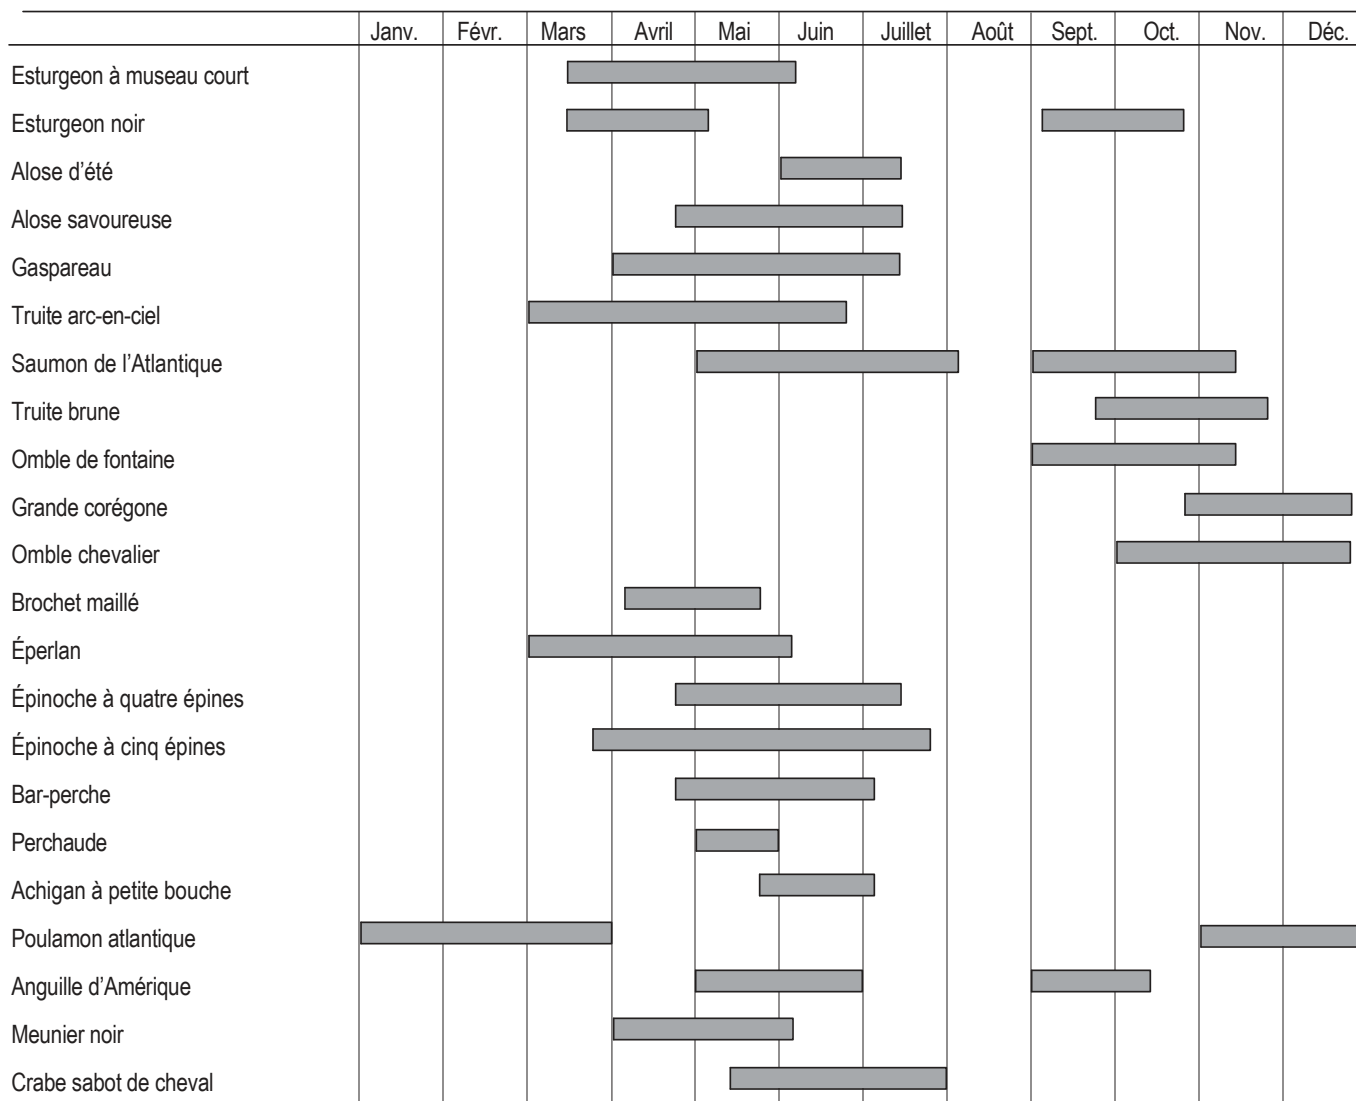 Janv. Févr. Mars Avril Mai Juin Juillet Août Sept. Oct. Nov. Déc.
Esturgeon à museau court
Esturgeon noir
Alose d’été
Alose savoureuse
Gaspareau
Truite arc-en-ciel
Saumon de l’Atlantique
Truite brune
Omble de fontaine
Grande corégone
Omble chevalier
Brochet maillé
Éperlan
Épinoche à quatre épines
Épinoche à cinq épines
Bar-perche
Perchaude
Achigan à petite bouche
Poulamon atlantique
Anguille d’Amérique
Meunier noir
Crabe sabot de cheval